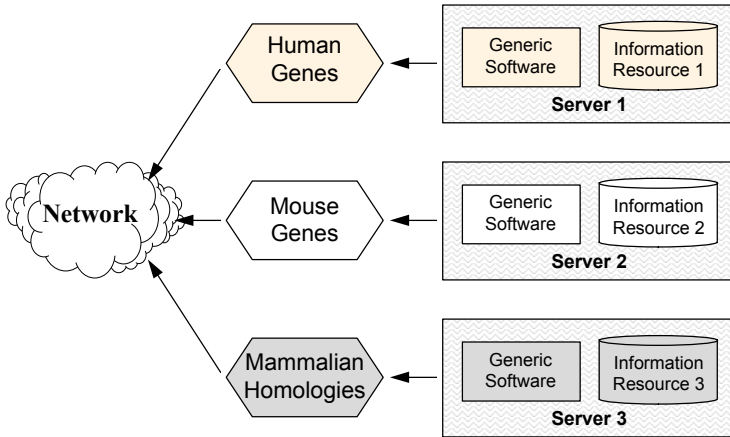 Human
Genes
Generic
Software
Information
Resource 1
Server 1
Network
Mouse
Genes
Generic
Software
Information
Resource 2
Server 2
Mammalian
Homologies
Generic
Software
Information
Resource 3
Server 3